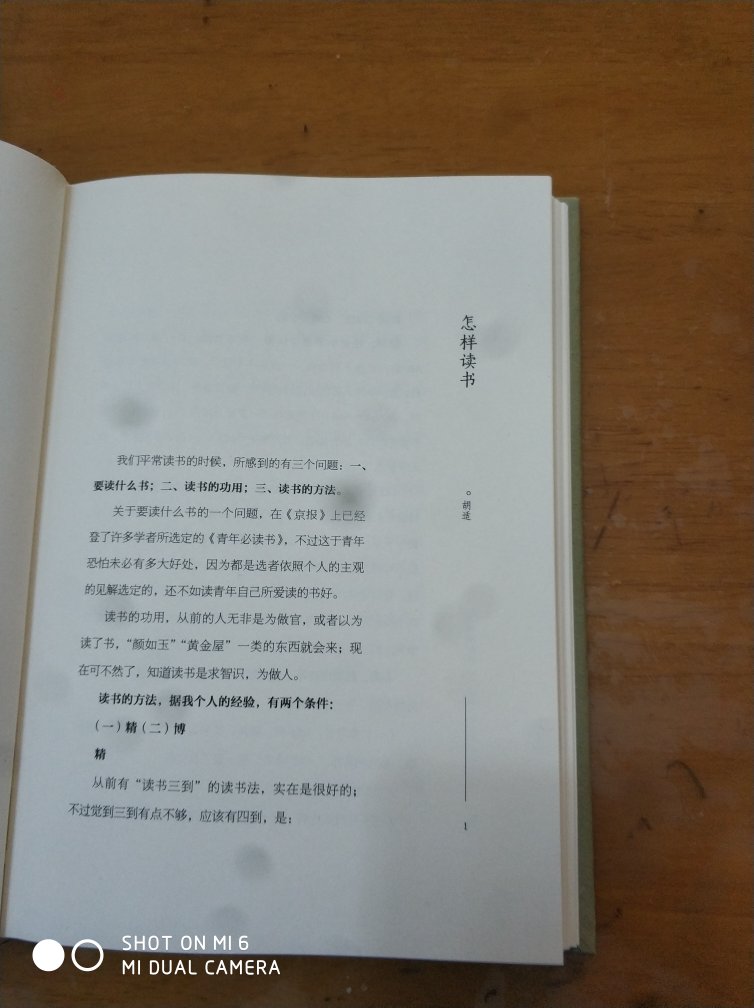 怎样读书
○胡适
我们平常读书的时候，所感到的有三个问题：一、
要读什么书；二、读书的功用；三、读书的方法。
关于要读什么书的一个问题，在《京报》上已经
登了许多学者所选定的《青年必读书》，不过这于青年
恐怕未必有多大好处，因为都是选者依照个人的主观
的见解选定的，还不如读青年自己所爱读的书好。
读书的功用，从前的人无非是为做官，或者以为
读了书，“颜如玉”“黄金屋”一类的东西就会来；现
在可不然了，知道读书是求智识，为做人。
读书的方法，据我个人的经验，有两个条件：
（一）精（二）博
精
从前有“读书三到”的读书法，实在是很好的；
不过觉到三到有点不够，应该有四到，是：
1
SHOT ON MI 6
MI DUAL CAMERA